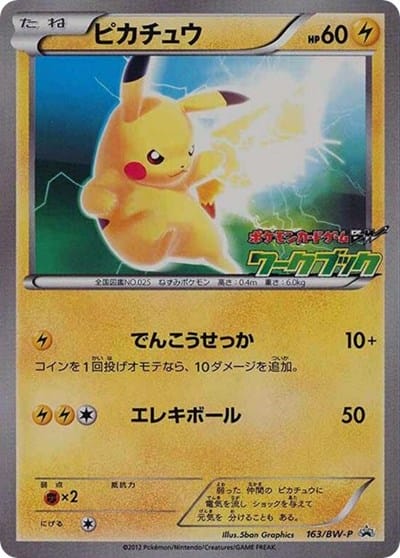 たね ピカチュウ HP60
ポケモンカードゲームBW
ワークブック
全国図鑑NO.025 ねずみポケモン 高さ:0.4m 重さ:6.0kg
でんこうせっか 10+
コインを1回投げオモテなら、10ダメージを追加。
エレキボール 50
弱点 抵抗力
×2
にげる
弱った 仲間の ピカチュウに
電気を流し ショックを与えて
元気を 分けることも ある。
Illus.5ban Graphics 163/BW-P
©2012 Pokémon/Nintendo/Creatures/GAME FREAK.